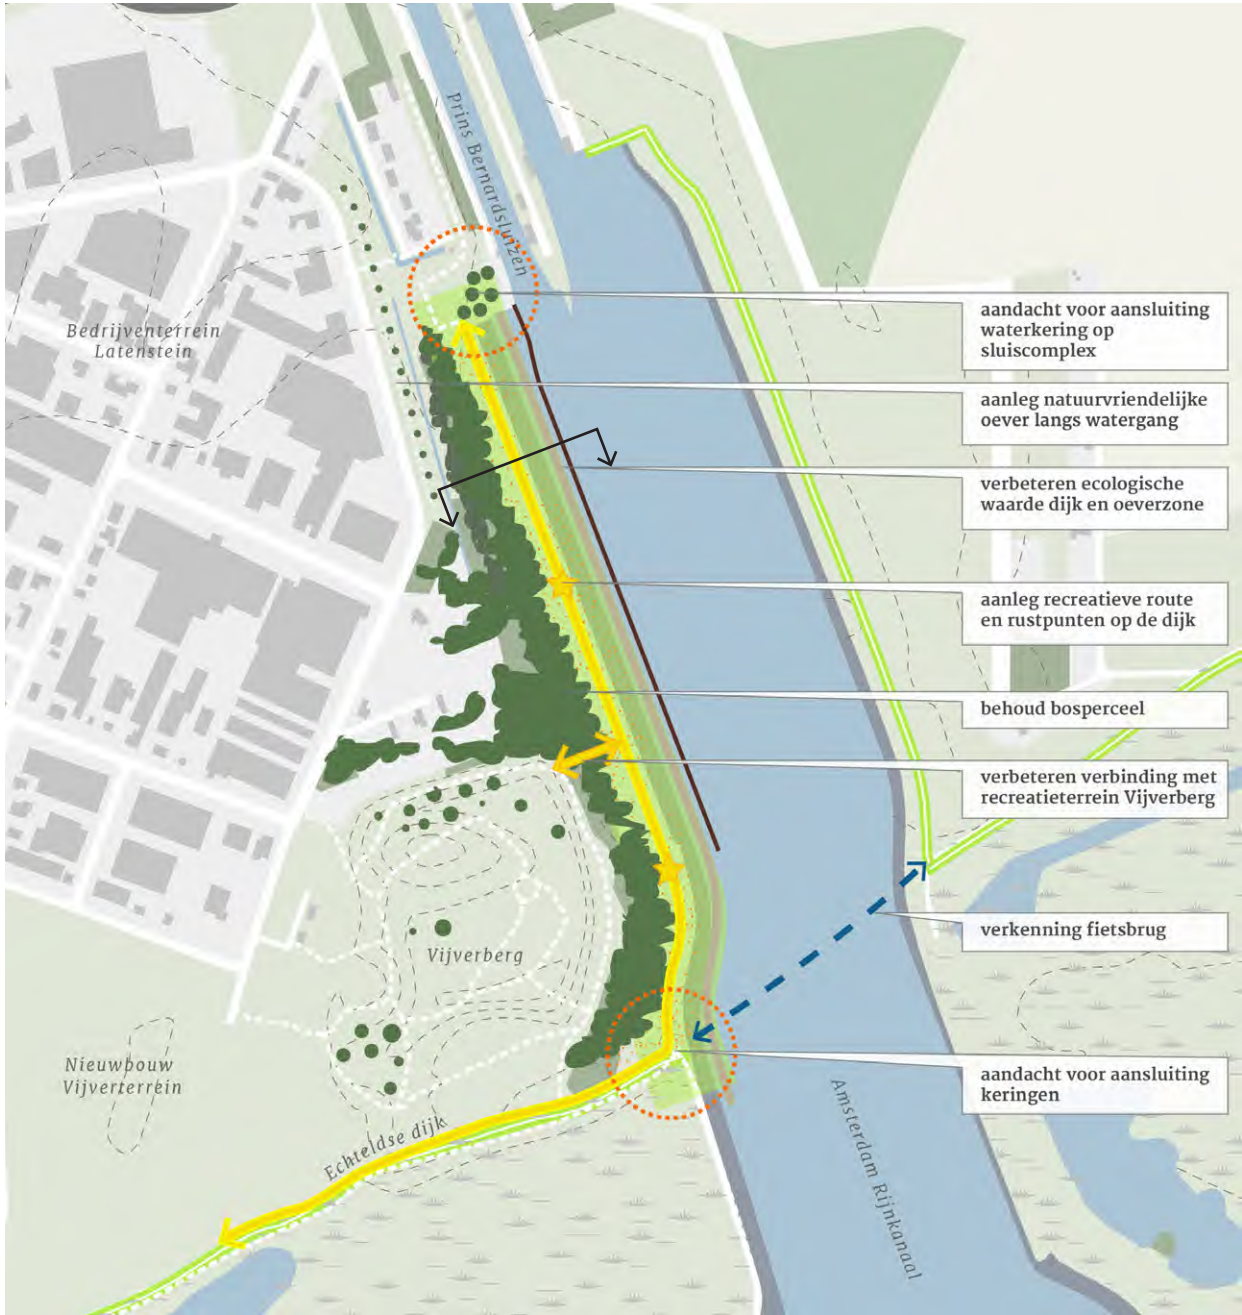 Prins Bernardsluizen
aandacht voor aansluiting
waterkering op
sluiscomplex
Bedrijventerrein
Latenstein
aanleg natuurvriendelijke
oever langs watergang
verbeteren ecologische
waarde dijk en oeverzone
aanleg recreatieve route
en rustpunten op de dijk
behoud bosperceel
verbeteren verbinding met
recreatieterrein Vijverberg
verkenning fietsbrug
Vijverberg
Nieuwbouw
Vijverterrein
aandacht voor aansluiting
keringen
Echteldse dijk
Amsterdam Rijnkanaal